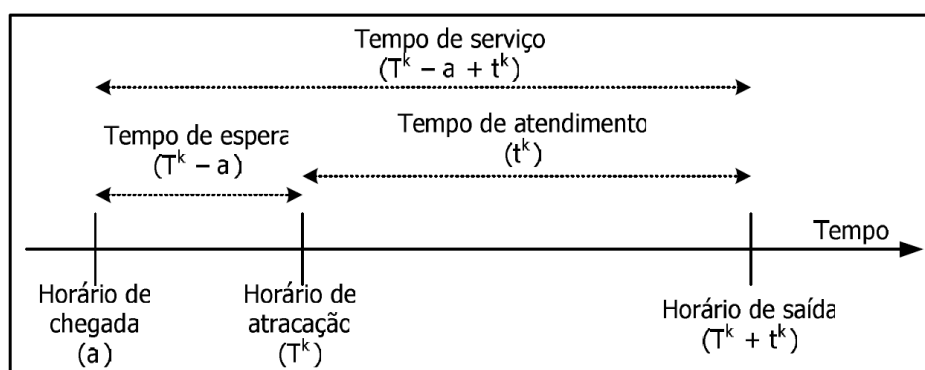 Tempo de serviço
(T^k – a + t^k)
Tempo de espera
(T^k – a)
Tempo de atendimento
(t^k)
Tempo
Horário de
chegada
(a)
Horário de
atracação
(T^k)
Horário de saída
(T^k + t^k)